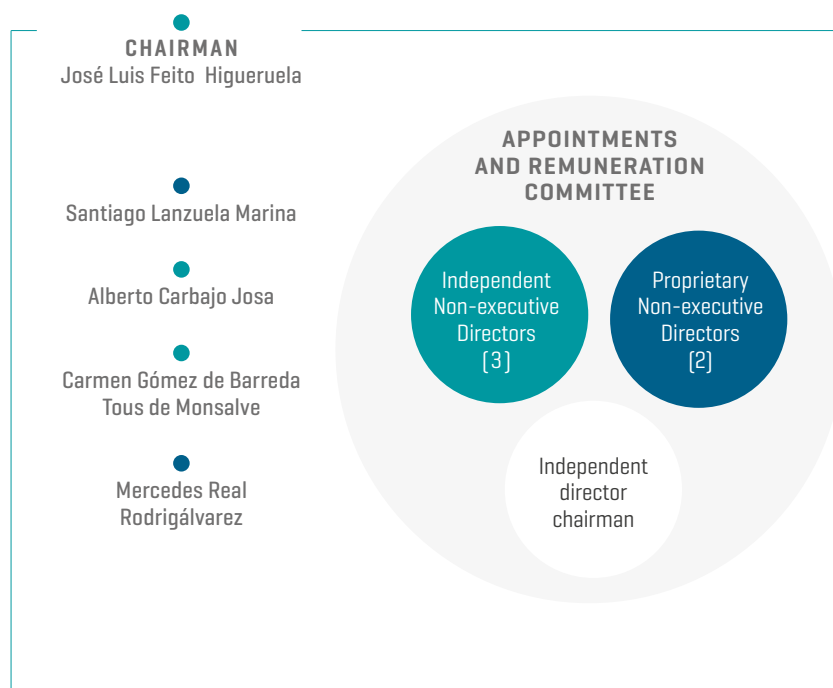 CHAIRMAN
José Luis Feito Higueruela
Santiago Lanzuela Marina
Alberto Carbajo Josa
Carmen Gómez de Barreda
Tous de Monsalve
Mercedes Real
Rodrigálvarez
APPOINTMENTS
AND REMUNERATION
COMMITTEE
Independent
Non-executive
Directors
(3)
Proprietary
Non-executive
Directors
(2)
Independent
director
chairman